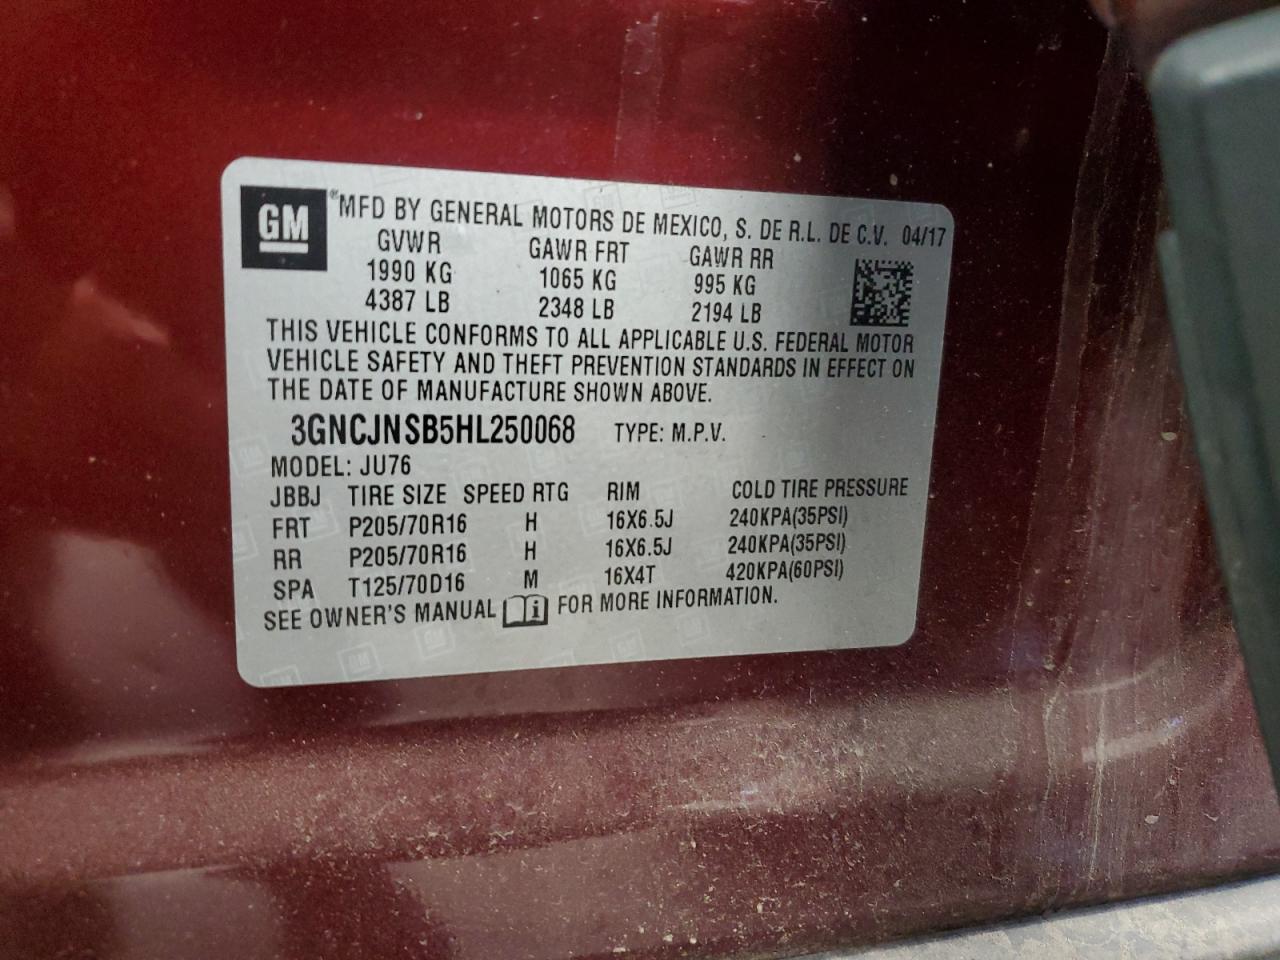 GM ®MFD BY GENERAL MOTORS DE MEXICO, S. DE R.L. DE C.V. 04/17
GVWR GAWR FRT GAWR RR
1990 KG 1065 KG 995 KG
4387 LB 2348 LB 2194 LB
THIS VEHICLE CONFORMS TO ALL APPLICABLE U.S. FEDERAL MOTOR
VEHICLE SAFETY AND THEFT PREVENTION STANDARDS IN EFFECT ON
THE DATE OF MANUFACTURE SHOWN ABOVE.
3GNCJNSB5HL250068 TYPE: M.P.V.
MODEL: JU76
JBBJ TIRE SIZE SPEED RTG RIM COLD TIRE PRESSURE
FRT P205/70R16 H 16X6.5J 240KPA(35PSI)
RR P205/70R16 H 16X6.5J 240KPA(35PSI)
SPA T125/70D16 M 16X4T 420KPA(60PSI)
SEE OWNER'S MANUAL i FOR MORE INFORMATION.